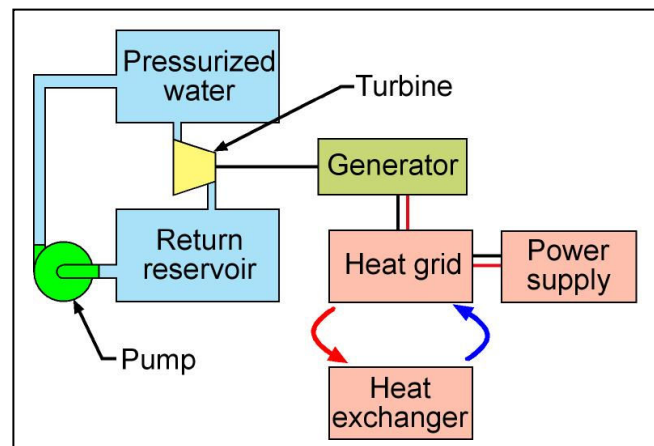 Pressurized
water
Turbine
Generator
Return
reservoir
Heat grid
Power
supply
Pump
Heat
exchanger